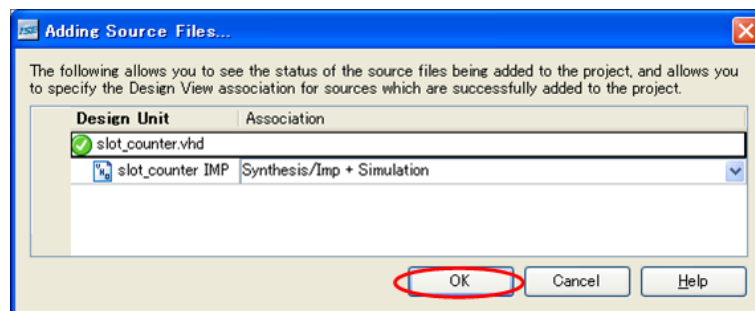 ISE Adding Source Files...
The following allows you to see the status of the source files being added to the project, and allows you
to specify the Design View association for sources which are successfully added to the project.
Design Unit Association
slot_counter.vhd
slot_counter IMP Synthesis/Imp + Simulation
OK Cancel Help